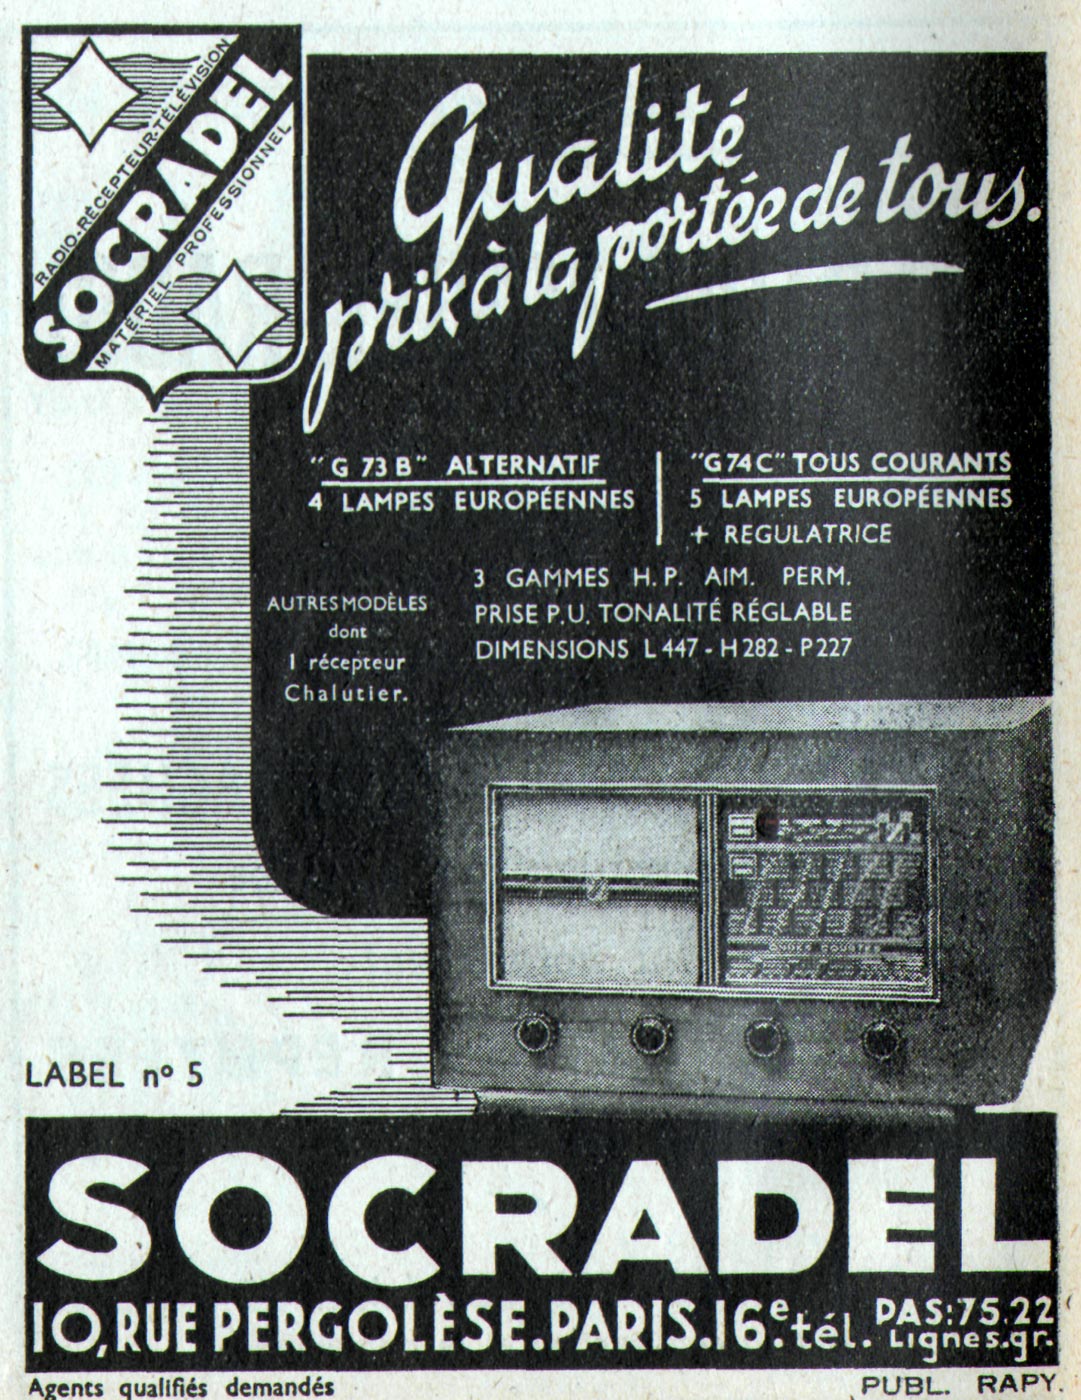 RADIO-RÉCEPTEUR-TÉLÉVISION
SOCRADEL
MATÉRIEL PROFESSIONNEL
Qualité
prix à la portée de tous.
"G 73 B" ALTERNATIF
4 LAMPES EUROPÉENNES
"G74C" TOUS COURANTS
5 LAMPES EUROPÉENNES
+ REGULATRICE
3 GAMMES H.P. AIM. PERM.
PRISE P.U. TONALITÉ RÉGLABLE
DIMENSIONS L 447 - H 282 - P 227
AUTRES MODÈLES
dont
1 récepteur
Chalutier.
LABEL nº 5
SOCRADEL
10, RUE PERGOLÈSE. PARIS. 16e. tél. PAS: 75.22
Lignes.gr.
Agents qualifiés demandés
PUBL. RAPY.